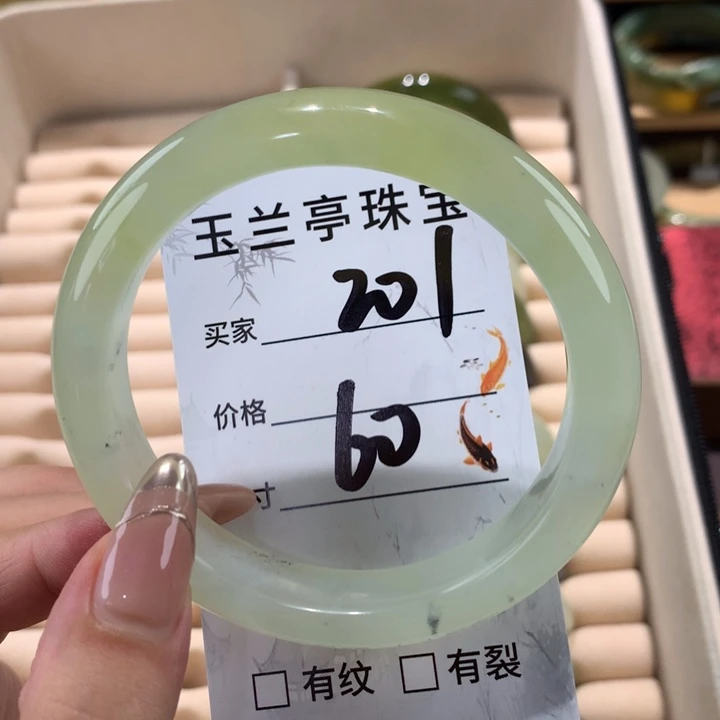 玉兰亭珠宝
买家 201
价格
60
寸
□ 有纹 □ 有裂